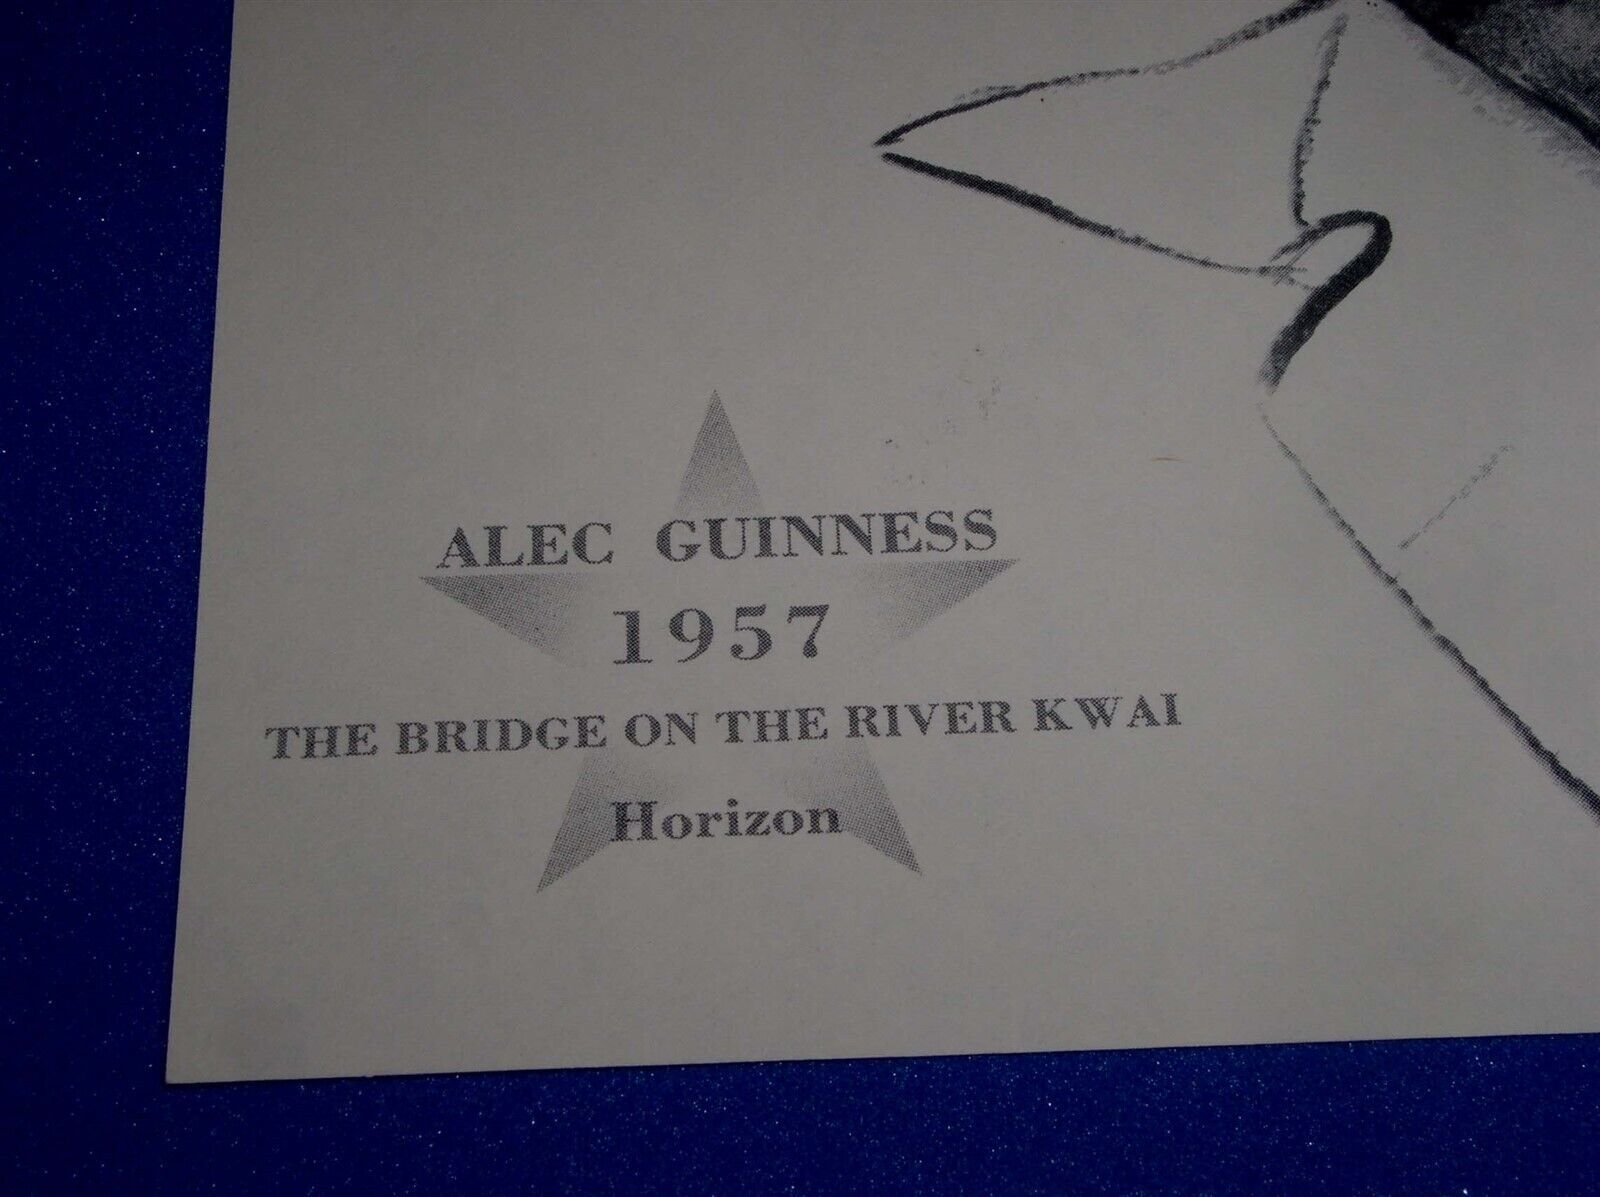 ALEC GUINNESS
1957
THE BRIDGE ON THE RIVER KWAI
Horizon